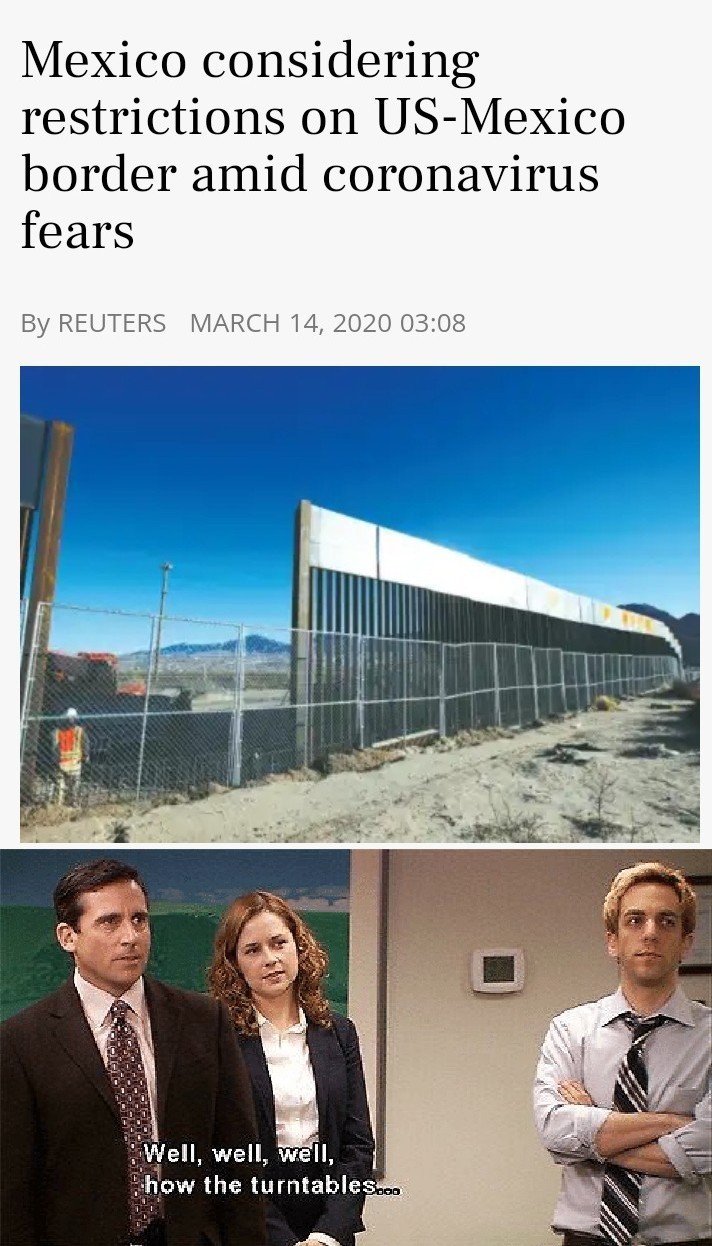 Mexico considering
restrictions on US-Mexico
border amid coronavirus
fears
By REUTERS MARCH 14, 2020 03:08
Well, well, well,
how the turntables...